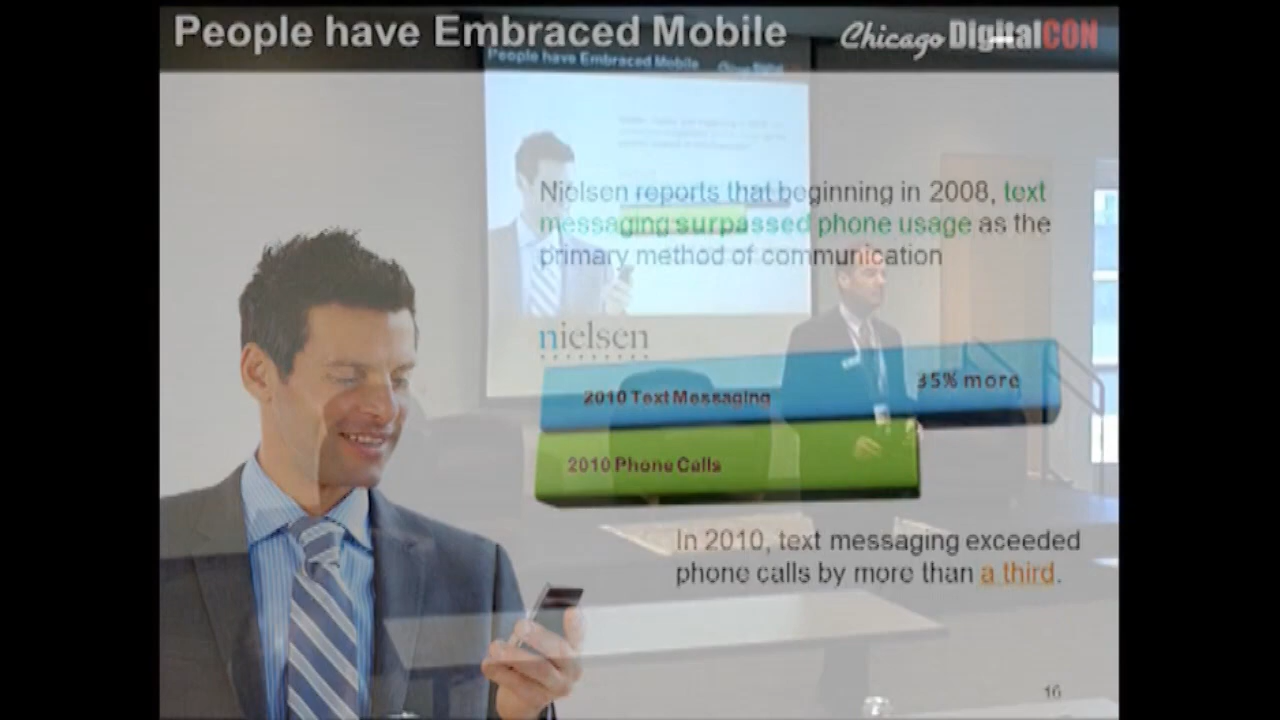 People have Embraced Mobile
Chicago DigitalCON
People have Embraced Mobile
Nielsen reports that beginning in 2008, text
messaging surpassed phone usage as the
primary method of communication
nielsen
35% more
2010 Text Messaging
2010 Phone Calls
In 2010, text messaging exceeded
phone calls by more than a third.
16